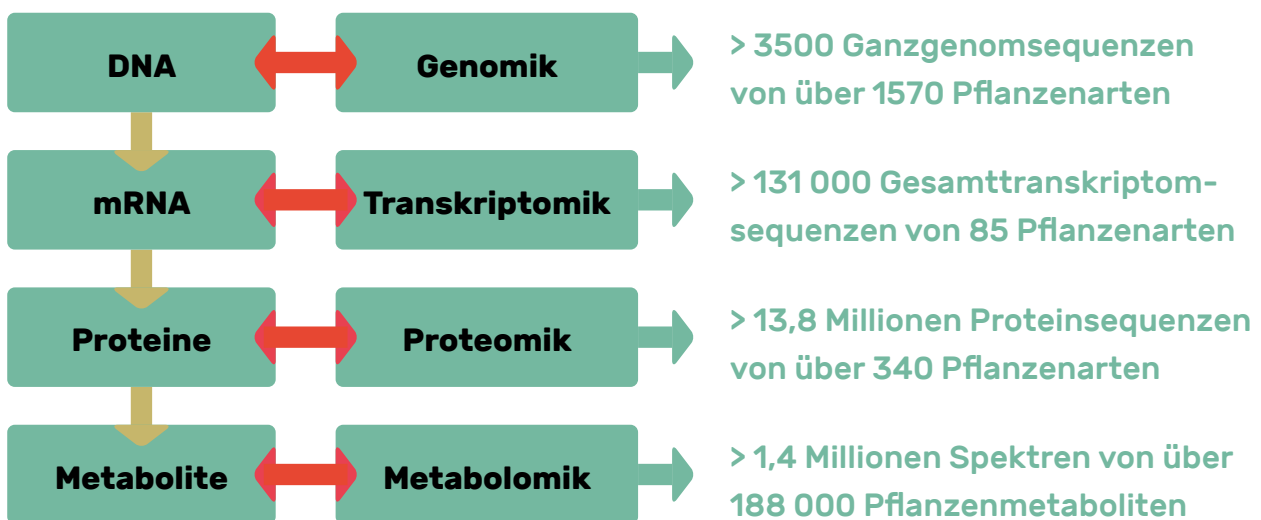 DNA
Genomik
> 3500 Ganzgenomsequenzen
von über 1570 Pflanzenarten
mRNA
Transkriptomik
> 131 000 Gesamttranskriptom-
sequenzen von 85 Pflanzenarten
Proteine
Proteomik
> 13,8 Millionen Proteinsequenzen
von über 340 Pflanzenarten
Metabolite
Metabolomik
> 1,4 Millionen Spektren von über
188 000 Pflanzenmetaboliten